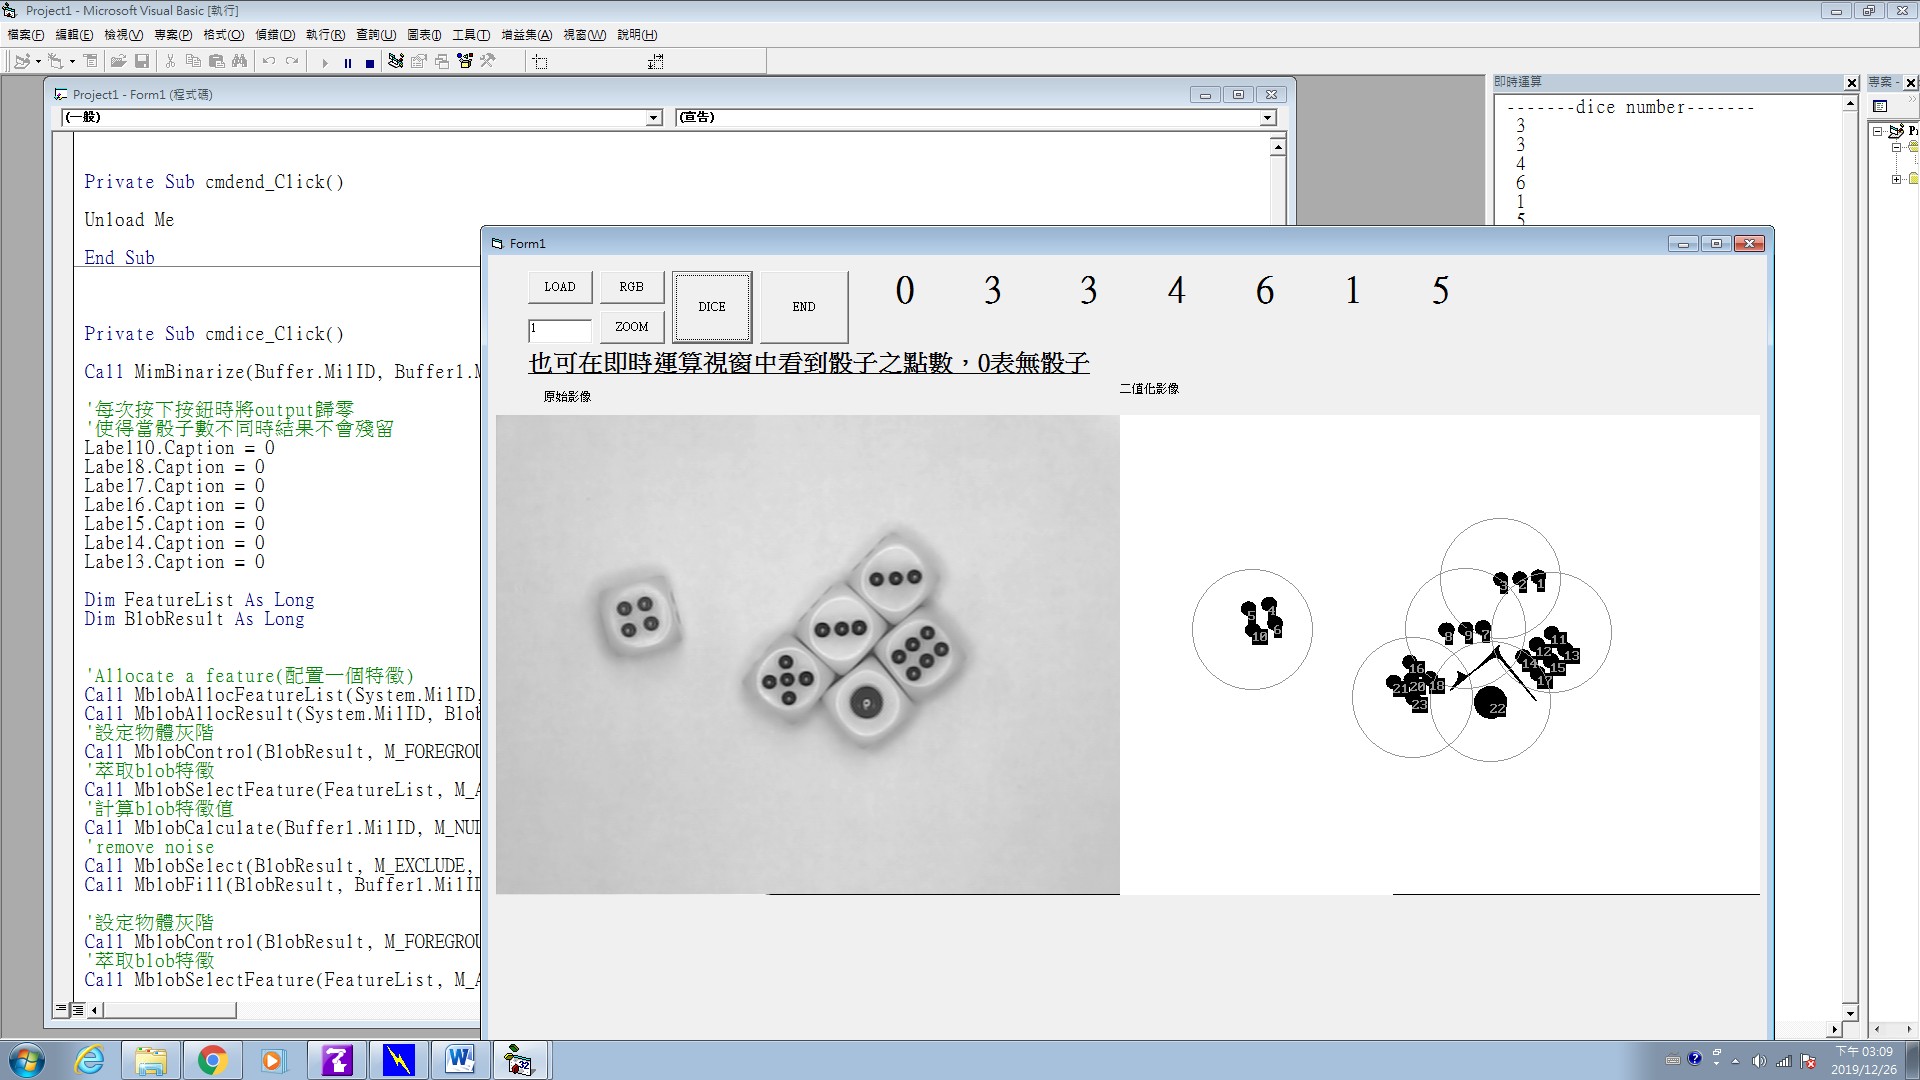 Project1 - Microsoft Visual Basic [執行]
檔案(F) 編輯(E) 檢視(V) 專案(P) 格式(O) 偵錯(D) 執行(R) 查詢(U) 圖表(I) 工具(T) 增益集(A) 視窗(W) 說明(H)
Project1 - Form1 (程式碼)
(一般) (宣告)
Private Sub cmdend_Click()
Unload Me
End Sub
Private Sub cmdice_Click()
Call MimBinarize(Buffer.MilID, Buffer1.M
'每次按下按鈕時將output歸零
'使得當骰子數不同時結果不會殘留
Label10.Caption = 0
Label8.Caption = 0
Label7.Caption = 0
Label6.Caption = 0
Label5.Caption = 0
Label4.Caption = 0
Label3.Caption = 0
Dim FeatureList As Long
Dim BlobResult As Long
'Allocate a feature(配置一個特徵)
Call MblobAllocFeatureList(System.MilID,
Call MblobAllocResult(System.MilID, Blob
'設定物體灰階
Call MblobControl(BlobResult, M_FOREGROU
'萃取blob特徵
Call MblobSelectFeature(FeatureList, M_A
'計算blob特徵值
Call MblobCalculate(Buffer1.MilID, M_NUL
'remove noise
Call MblobSelect(BlobResult, M_EXCLUDE,
Call MblobFill(BlobResult, Buffer1.MilID
'設定物體灰階
Call MblobControl(BlobResult, M_FOREGROU
'萃取blob特徵
Call MblobSelectFeature(FeatureList, M_A
即時運算
-------dice number-------
3
3
4
6
1
5
專案 -
Form1
LOAD RGB DICE END
1 ZOOM
0 3 3 4 6 1 5
也可在即時運算視窗中看到骰子之點數，0表無骰子
原始影像
二值化影像
3 2 1
5 4
10 6
8 9 7
11
12 13
14 15
17
16
21 20 18
23
22
下午 03:09
2019/12/26